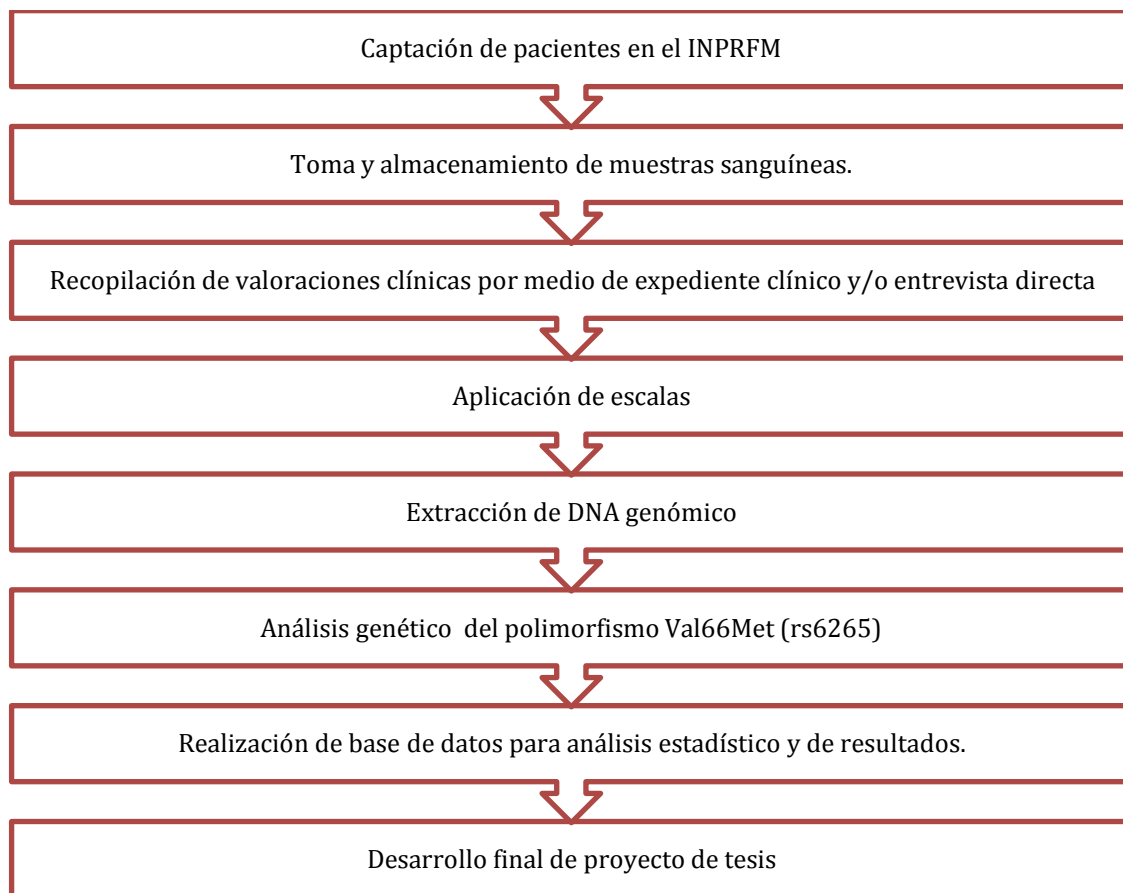 Captación de pacientes en el INPRFM
Toma y almacenamiento de muestras sanguíneas.
Recopilación de valoraciones clínicas por medio de expediente clínico y/o entrevista directa
Aplicación de escalas
Extracción de DNA genómico
Análisis genético del polimorfismo Val66Met (rs6265)
Realización de base de datos para análisis estadístico y de resultados.
Desarrollo final de proyecto de tesis